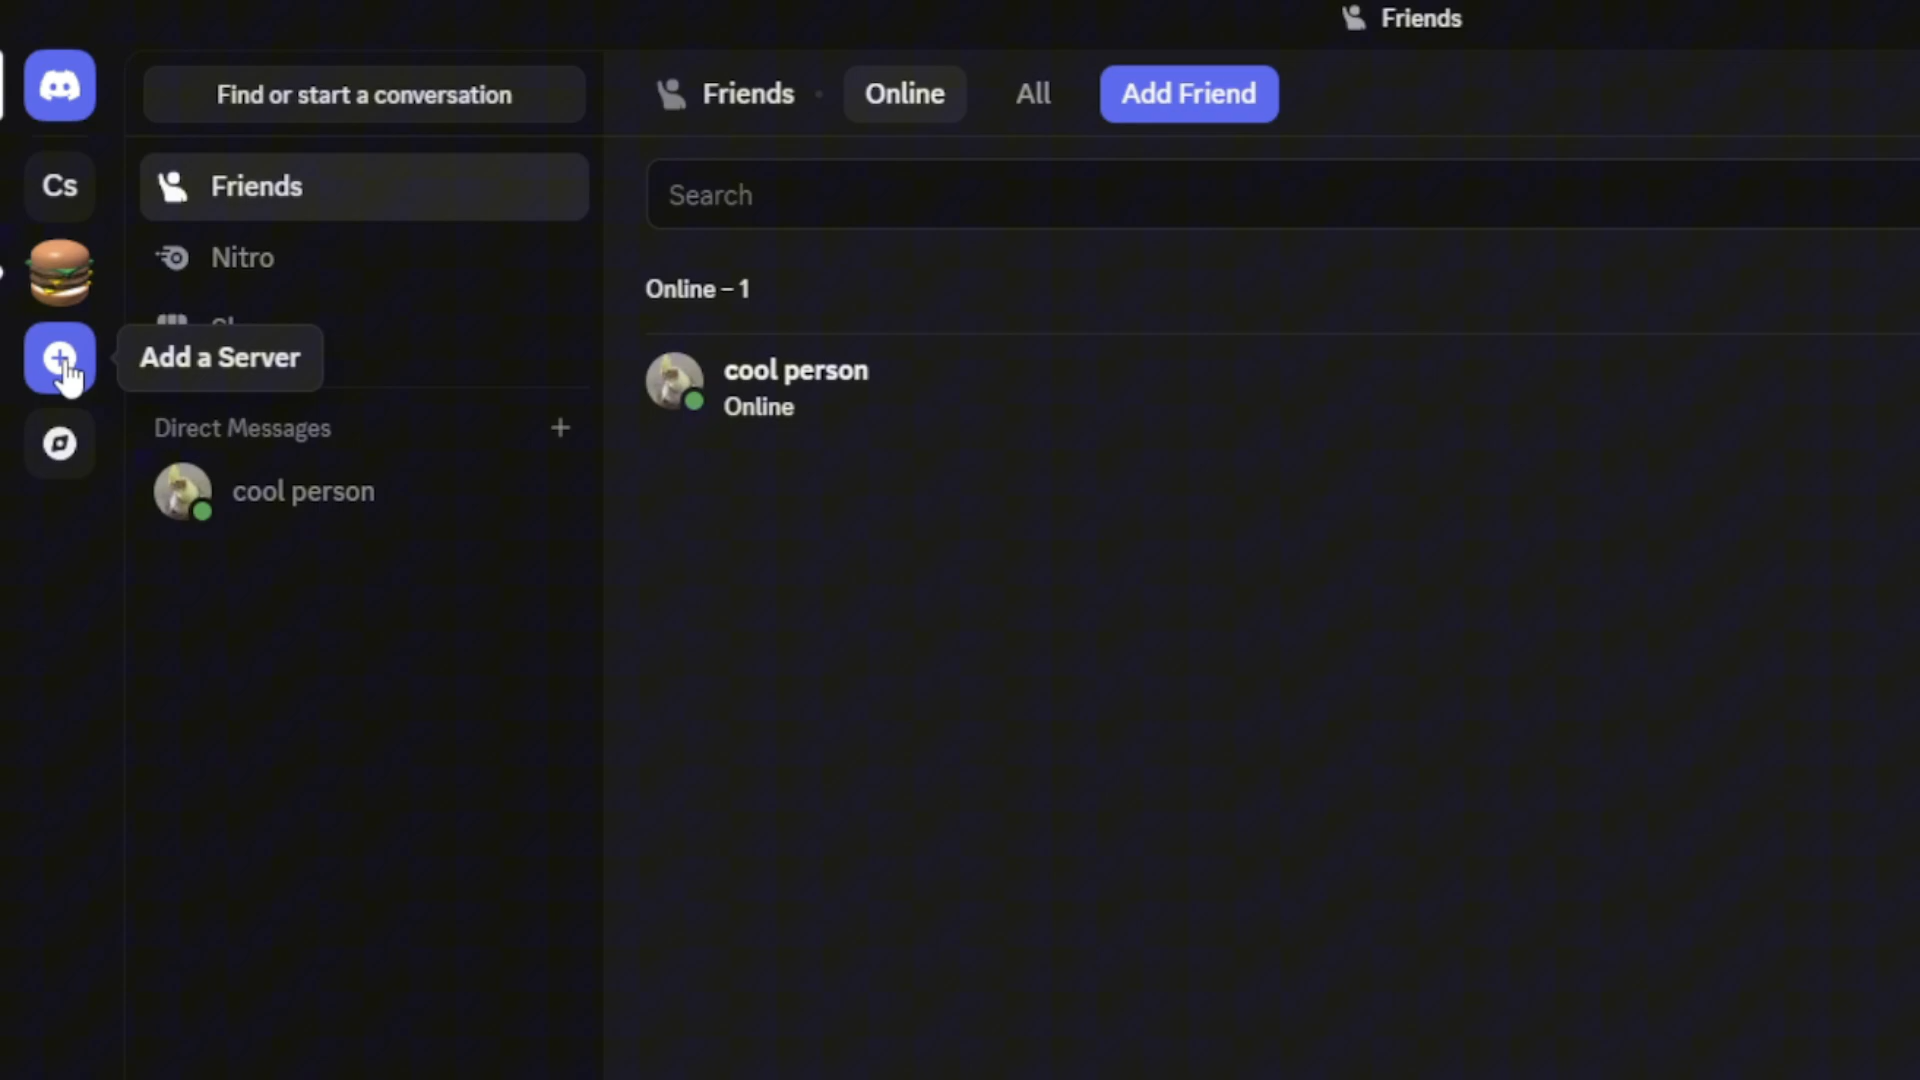 Friends
Find or start a conversation
Friends
Online
All
Add Friend
Cs
Friends
Search
Nitro
Online – 1
Add a Server
cool person
Online
Direct Messages
cool person